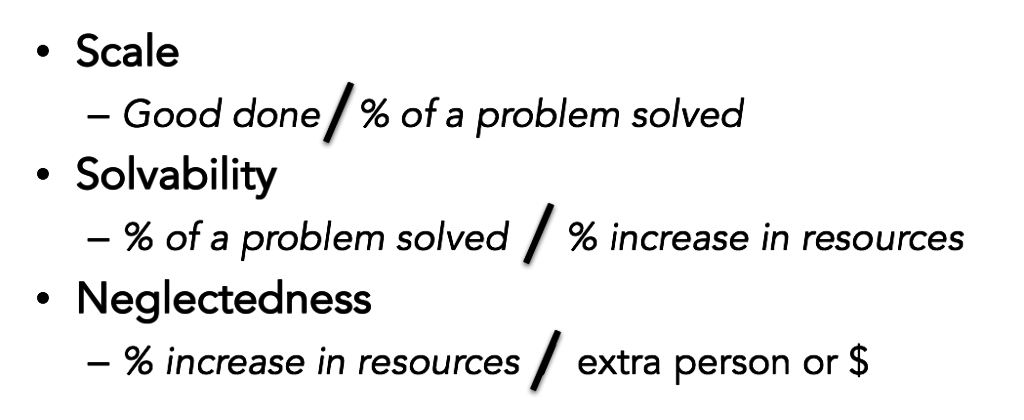 • Scale
– Good done / % of a problem solved
• Solvability
– % of a problem solved / % increase in resources
• Neglectedness
– % increase in resources / extra person or $